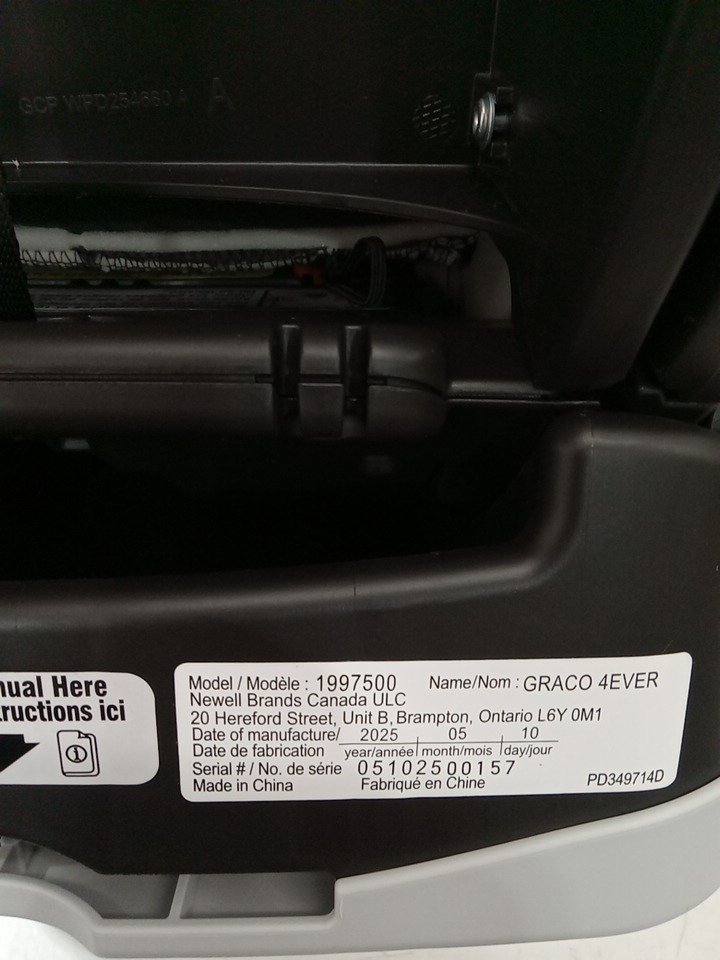 A
nual Here
tructions ici
Model / Modèle : 1997500 Name/Nom : GRACO 4EVER
Newell Brands Canada ULC
20 Hereford Street, Unit B, Brampton, Ontario L6Y 0M1
Date of manufacture/ 2025 05 10
Date de fabrication year/année month/mois day/jour
Serial # / No. de série 05102500157
Made in China Fabriqué en Chine PD349714D